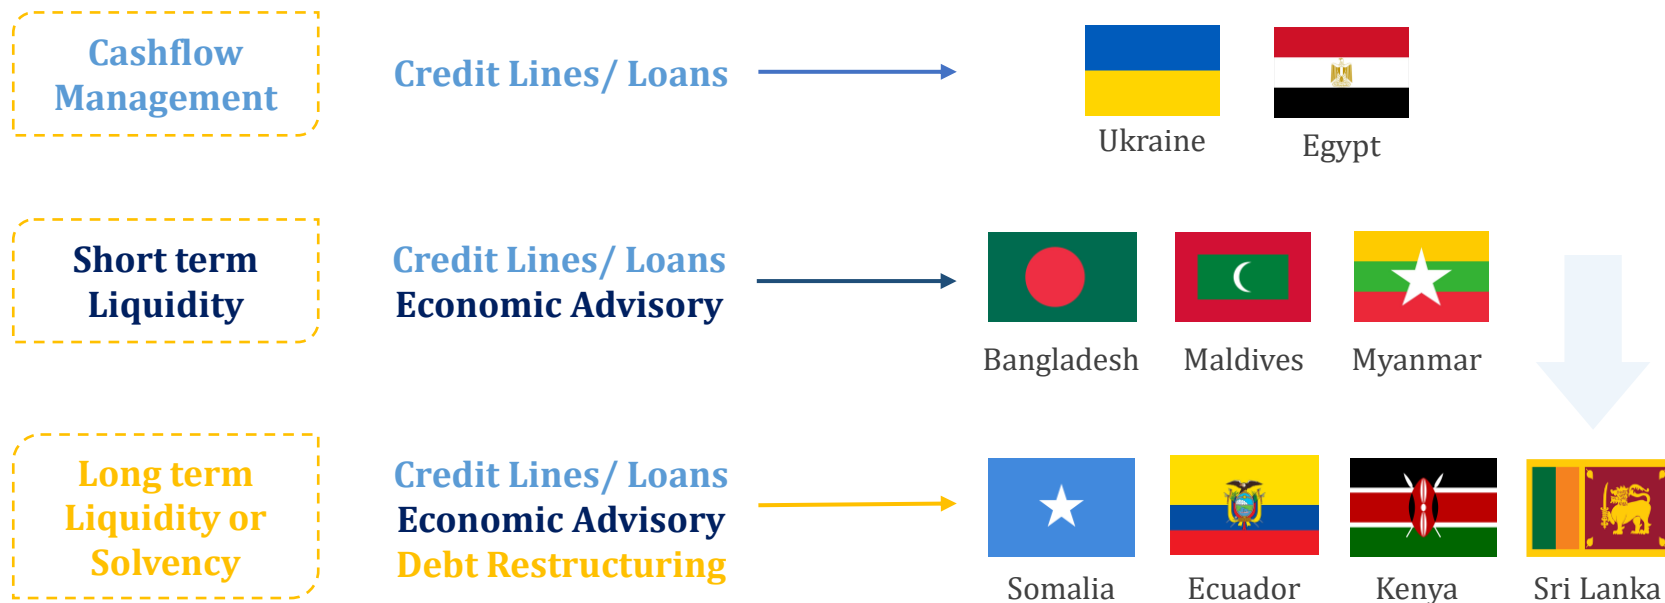 Cashflow
Management
Credit Lines/ Loans
Ukraine
Egypt
Short term
Liquidity
Credit Lines/ Loans
Economic Advisory
Bangladesh
Maldives
Myanmar
Long term
Liquidity or
Solvency
Credit Lines/ Loans
Economic Advisory
Debt Restructuring
Somalia
Ecuador
Kenya
Sri Lanka